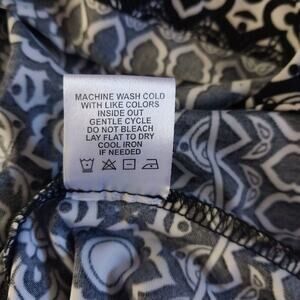 MACHINE WASH COLD
WITH LIKE COLORS
INSIDE OUT
GENTLE CYCLE
DO NOT BLEACH
LAY FLAT TO DRY
COOL IRON
IF NEEDED